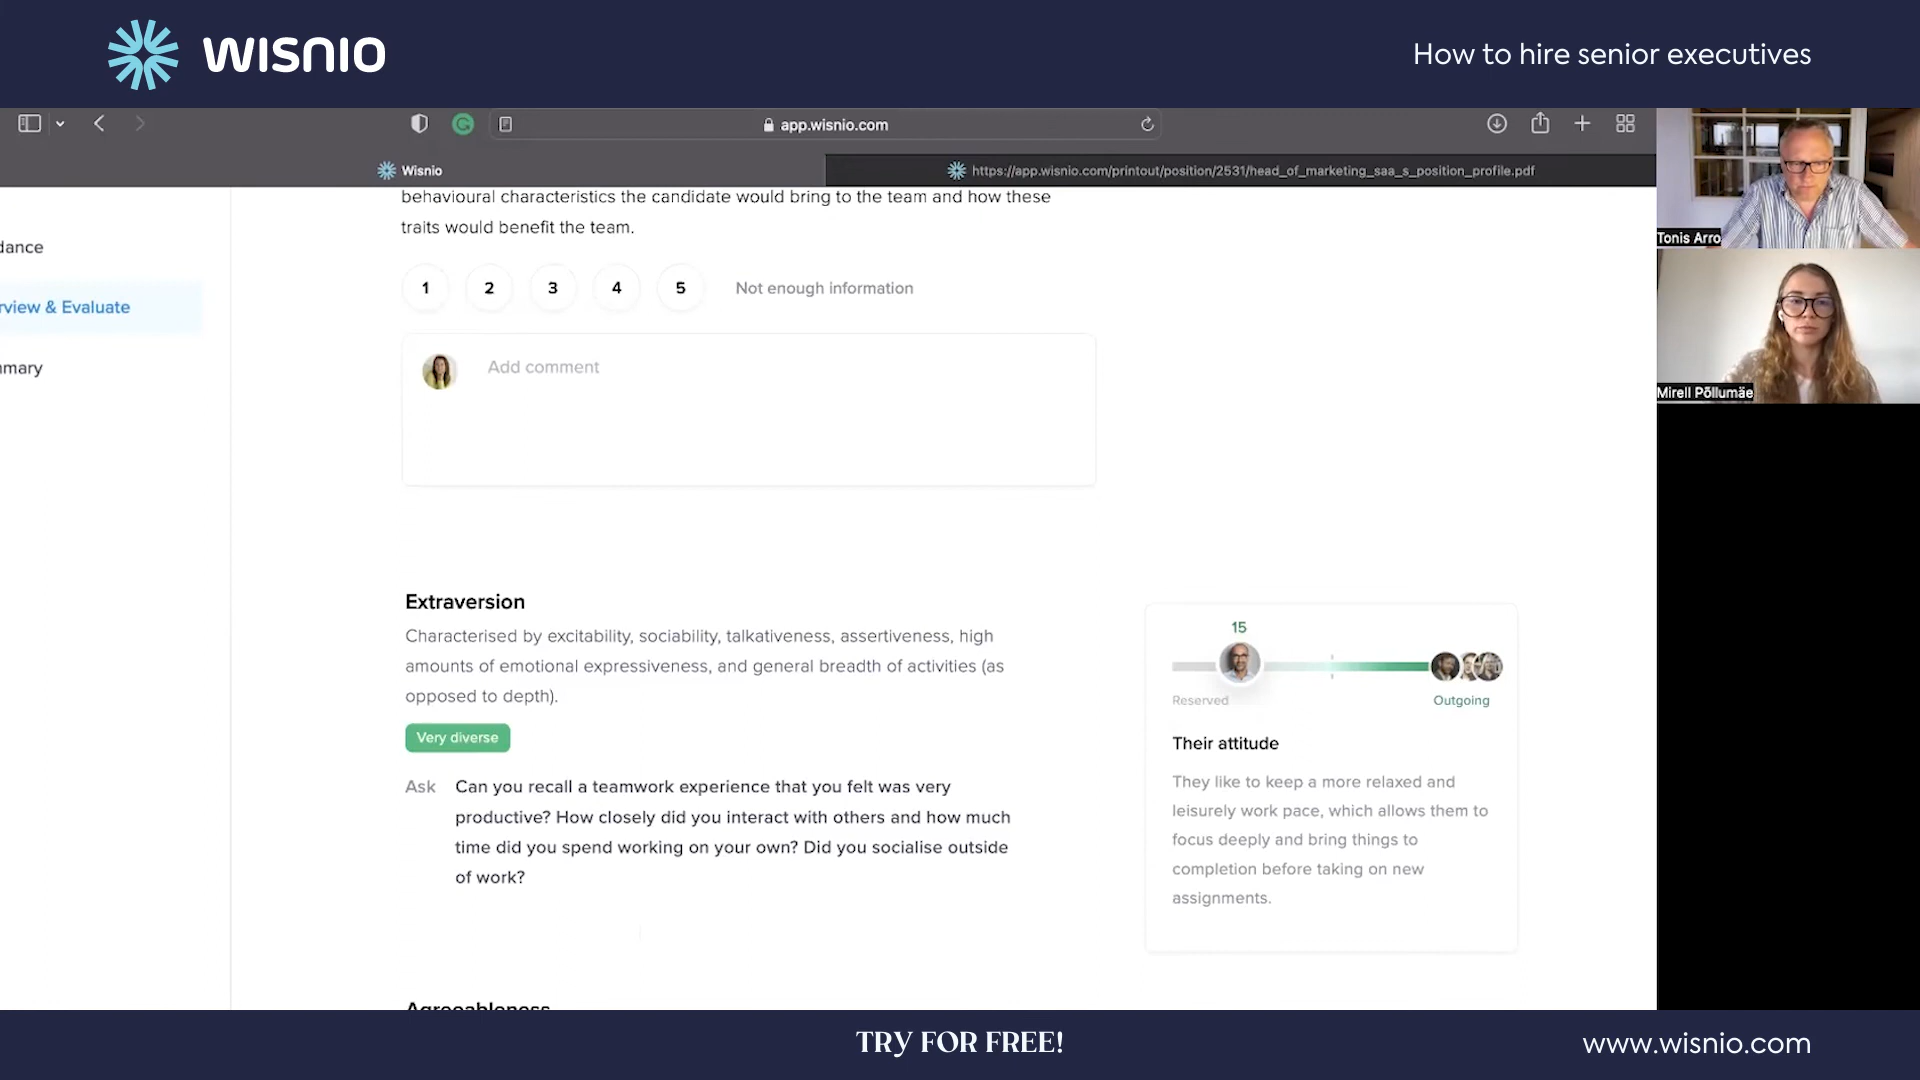 WISNIO
How to hire senior executives
app.wisnio.com
Wisnio
https://app.wisnio.com/printout/position/2531/head_of_marketing_saa_s_position_profile.pdf
dance
rview & Evaluate
nmary
behavioural characteristics the candidate would bring to the team and how these
traits would benefit the team.
1 2 3 4 5 Not enough information
Add comment
Extraversion
Characterised by excitability, sociability, talkativeness, assertiveness, high
amounts of emotional expressiveness, and general breadth of activities (as
opposed to depth).
Very diverse
Ask Can you recall a teamwork experience that you felt was very
productive? How closely did you interact with others and how much
time did you spend working on your own? Did you socialise outside
of work?
Agreeableness
15
Reserved Outgoing
Their attitude
They like to keep a more relaxed and
leisurely work pace, which allows them to
focus deeply and bring things to
completion before taking on new
assignments.
Tonis Arro
Mirell Põllumäe
TRY FOR FREE!
www.wisnio.com